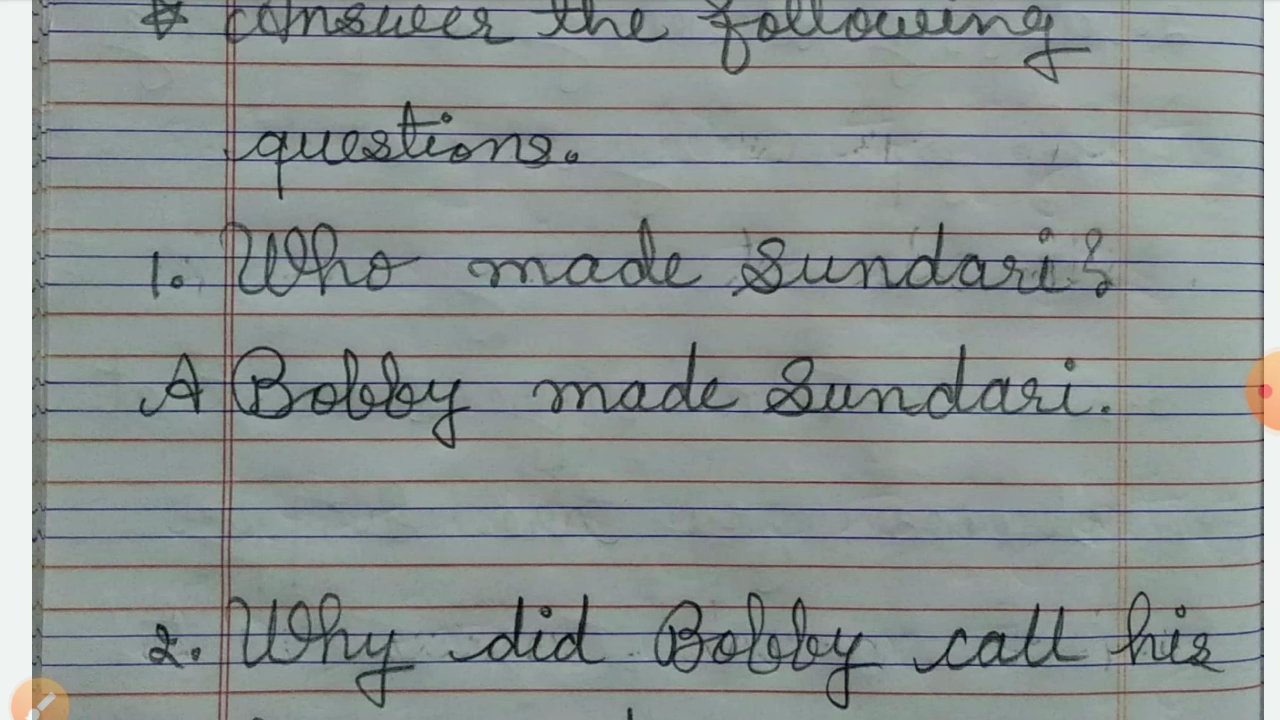 Answer the following
questions.
1. Who made Sundari?
A Bobby made Sundari.
2. Why did Bobby call his